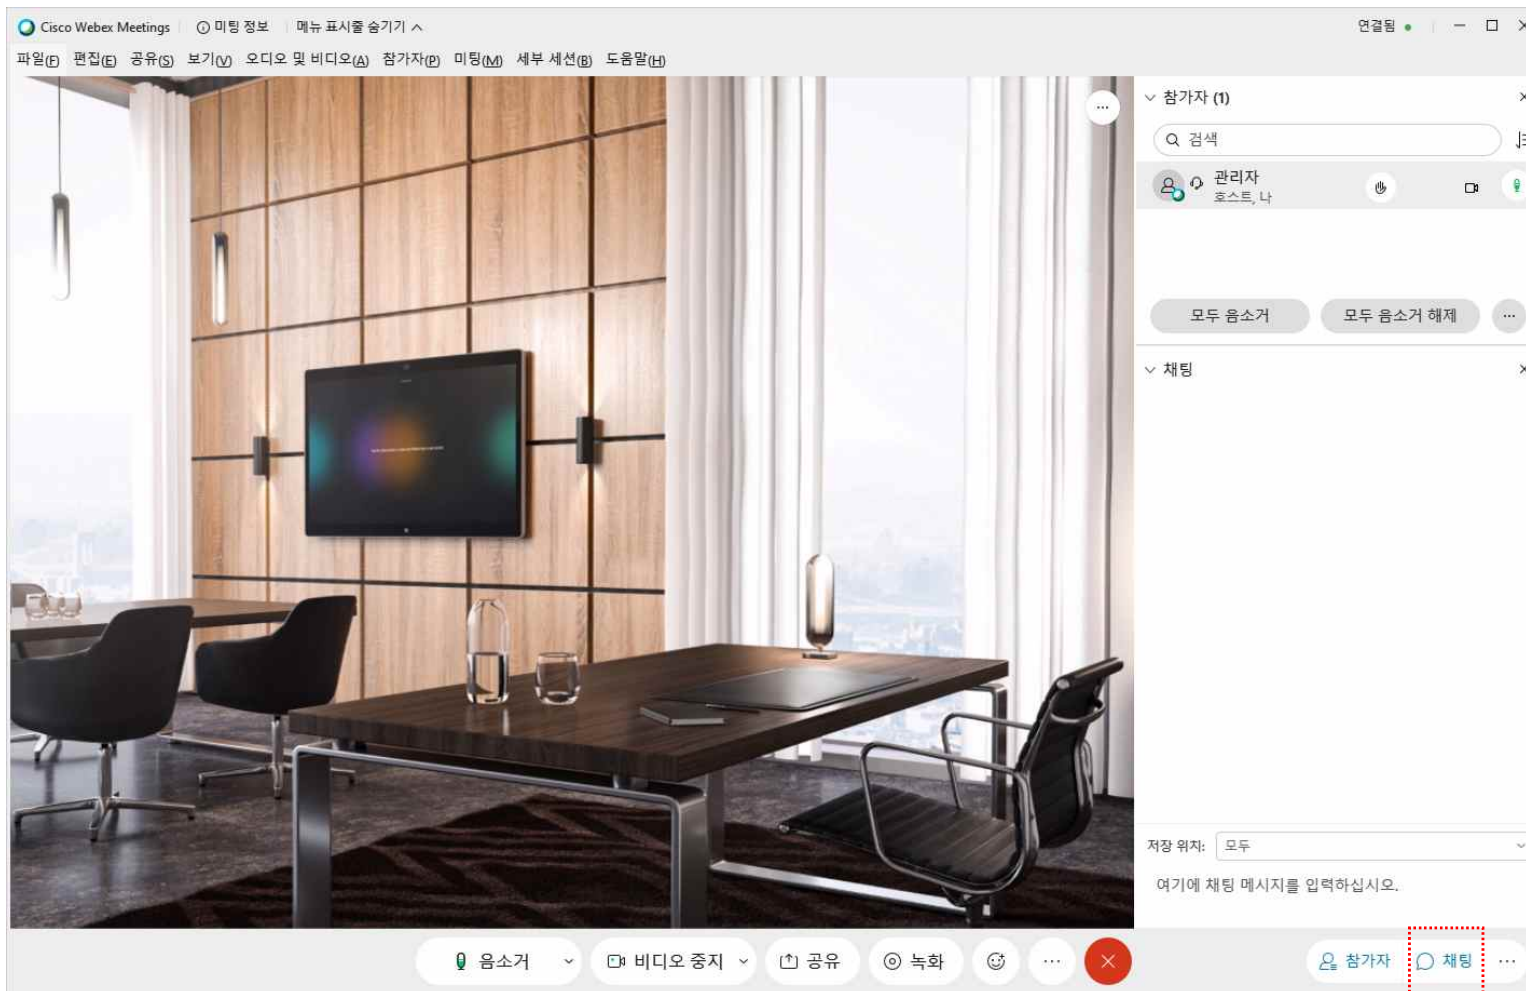 Cisco Webex Meetings 미팅 정보 메뉴 표시줄 숨기기 연결됨
파일(F) 편집(E) 공유(S) 보기(V) 오디오 및 비디오(A) 참가자(P) 미팅(M) 세부 세션(B) 도움말(H)
참가자 (1)
검색
관리자
호스트, 나
모두 음소거 모두 음소거 해제
채팅
저장 위치: 모두
여기에 채팅 메시지를 입력하십시오.
음소거 비디오 중지 공유 녹화 참가자 채팅